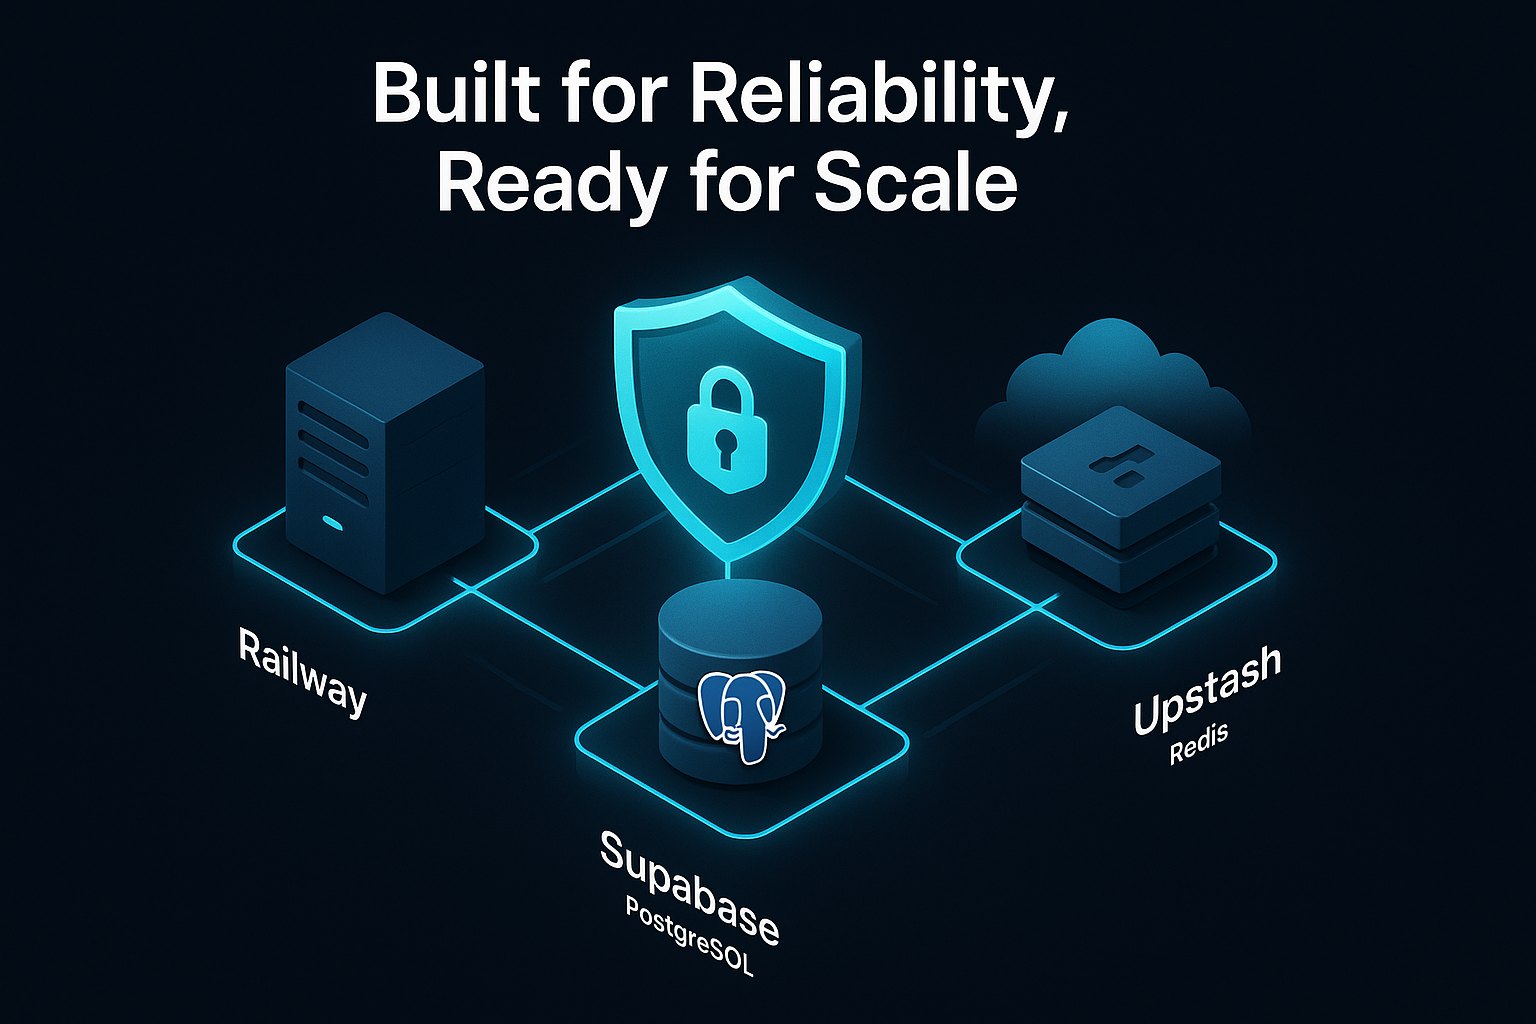 Built for Reliability,
Ready for Scale
Railway
Upstash
Redis
Supabase
PostgreSOL